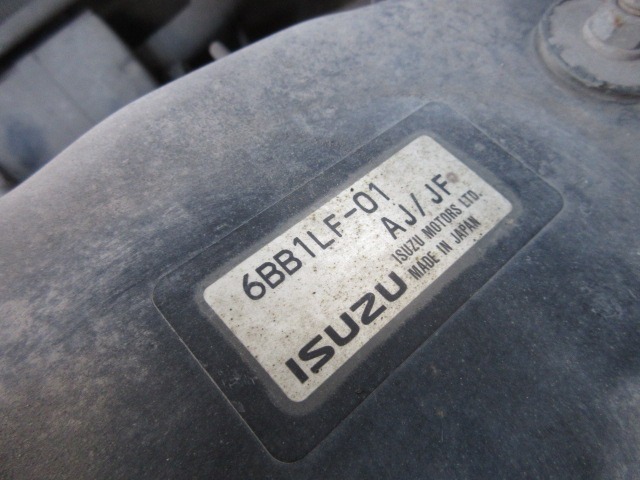 6BB1LF-01
AJ/JF
ISUZU
ISUZU MOTORS LTD.
MADE IN JAPAN